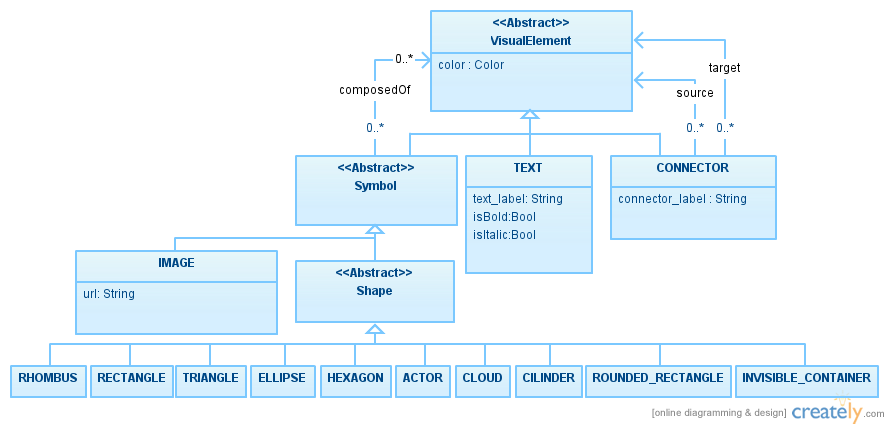 <<Abstract>>
VisualElement
color : Color
0..*
composedOf
0..*
target
source
0..*
0..*
<<Abstract>>
Symbol
TEXT
text_label: String
isBold:Bool
isItalic:Bool
CONNECTOR
connector_label : String
IMAGE
url: String
<<Abstract>>
Shape
RHOMBUS
RECTANGLE
TRIANGLE
ELLIPSE
HEXAGON
ACTOR
CLOUD
CILINDER
ROUNDED_RECTANGLE
INVISIBLE_CONTAINER
[online diagramming & design] creately.com